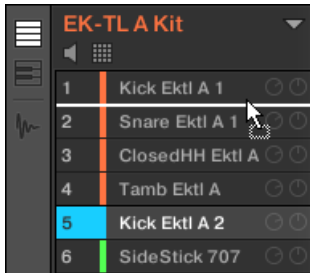 EK-TL A Kit
1 Kick Ektl A 1
2 Snare Ektl A 1
3 ClosedHH Ektl A
4 Tamb Ektl A
5 Kick Ektl A 2
6 SideStick 707